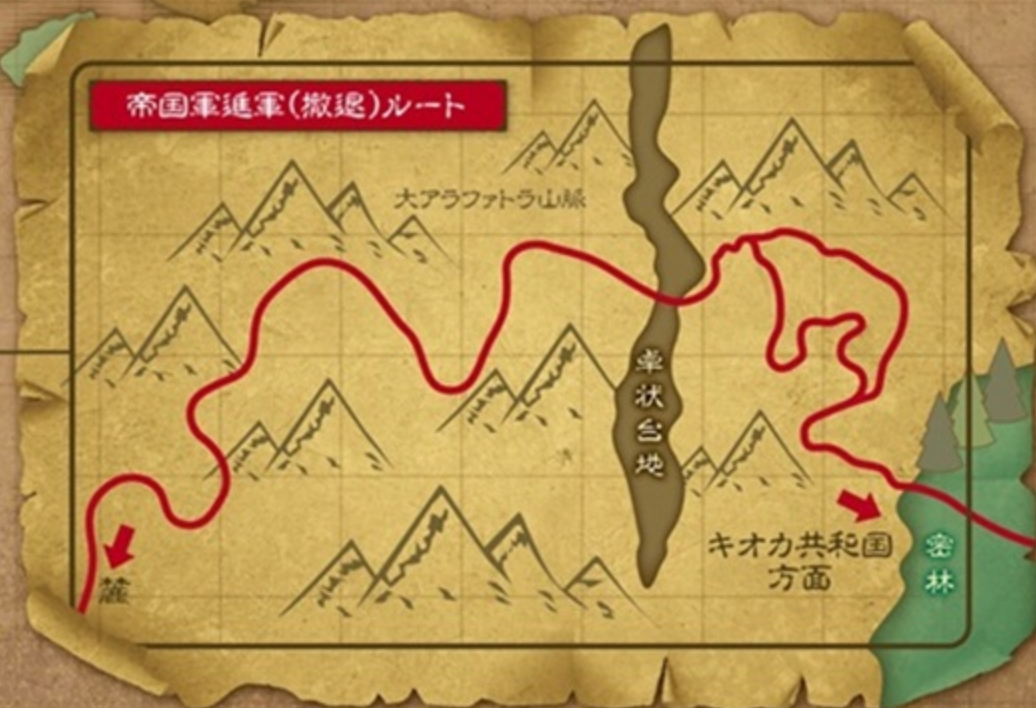 帝国軍進軍(撤退)ルート
大アラファトラ山脈
卓状台地
キオカ共和国
方面
密林
麓